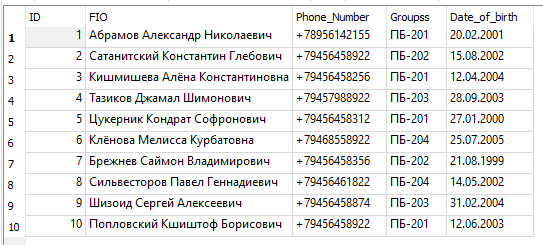 ID FIO Phone_Number Groupss Date_of_birth
1 1 Абрамов Александр Николаевич +78956142155 ПБ-201 20.02.2001
2 2 Сатанитский Константин Глебович +79456458922 ПБ-202 15.08.2002
3 3 Кишмишева Алёна Константиновна +79456458256 ПБ-201 12.04.2004
4 4 Тазиков Джамал Шимонович +79457988922 ПБ-203 28.09.2003
5 5 Цукерник Кондрат Софронович +79456458312 ПБ-201 27.01.2000
6 6 Клёнова Мелисса Курбатовна +79468558922 ПБ-204 25.07.2005
7 7 Брежнев Саймон Владимирович +79456458356 ПБ-202 21.08.1999
8 8 Сильвесторов Павел Геннадиевич +79456461822 ПБ-204 14.05.2002
9 9 Шизоид Сергей Алексеевич +79456458874 ПБ-203 31.02.2004
10 10 Попловский Кшиштоф Борисович +79456458922 ПБ-201 12.06.2003